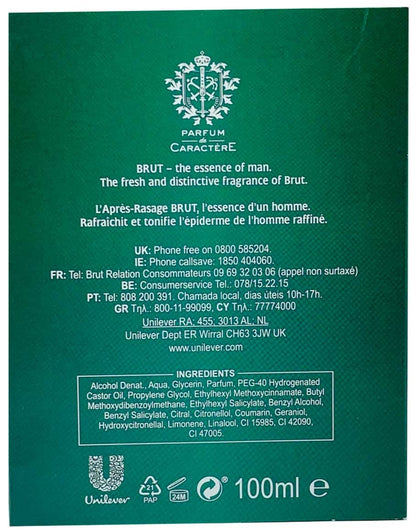 PARFUM
de
CARACTÈRE
BRUT – the essence of man.
The fresh and distinctive fragrance of Brut.
L'Après-Rasage BRUT, l'essence d'un homme.
Rafraichit et tonifie l'épiderme de l'homme raffiné.
UK: Phone free on 0800 585204.
IE: Phone callsave: 1850 404060.
FR: Tel: Brut Relation Consommateurs 09 69 32 03 06 (appel non surtaxé)
BE: Consumerservice Tel.: 078/15.22.15
PT: Tel: 808 200 391. Chamada local, dias úteis 10h-17h.
GR Τηλ.: 800-11-99099, CY Τηλ.: 77774000
Unilever RA; 455, 3013 AL; NL
Unilever Dept ER Wirral CH63 3JW UK
www.unilever.com
INGREDIENTS
Alcohol Denat., Aqua, Glycerin, Parfum, PEG-40 Hydrogenated
Castor Oil, Propylene Glycol, Ethylhexyl Methoxycinnamate, Butyl
Methoxydibenzoylmethane, Ethylhexyl Salicylate, Benzyl Alcohol,
Benzyl Salicylate, Citral, Citronellol, Coumarin, Geraniol,
Hydroxycitronellal, Limonene, Linalool, CI 15985, CI 42090,
CI 47005.
Unilever
21
PAP
24M
100ml e